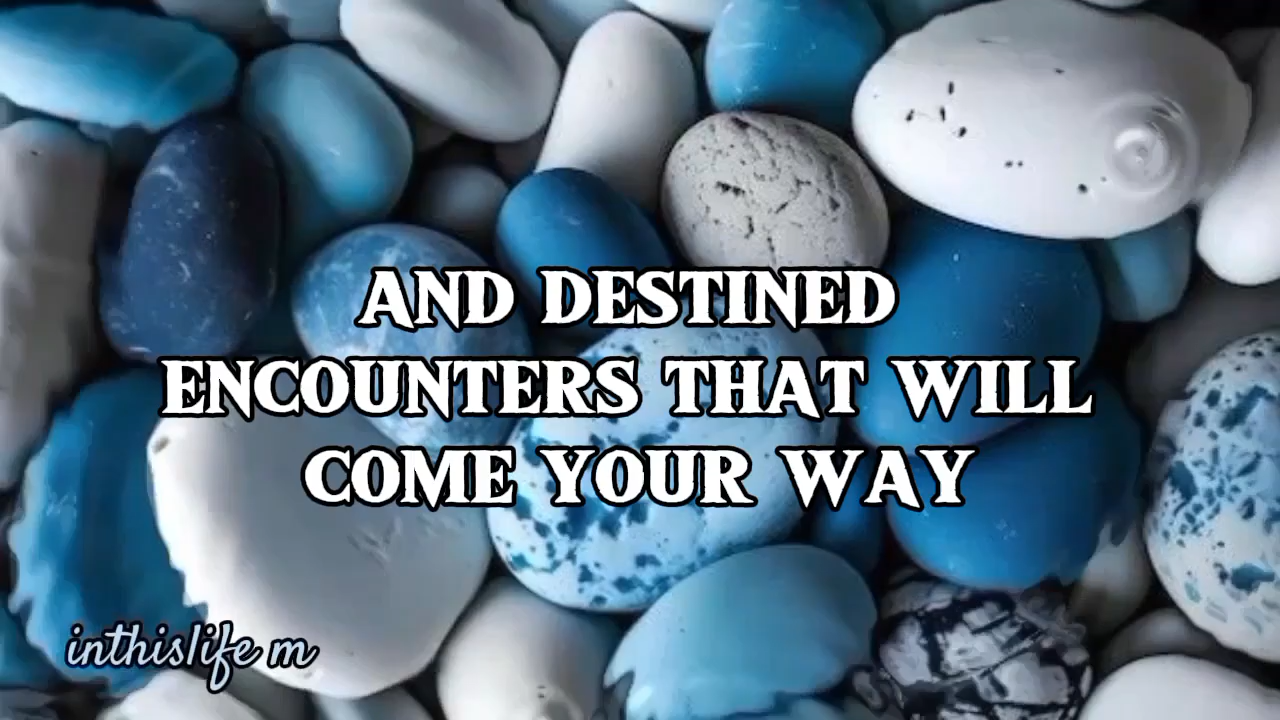 AND DESTINED
ENCOUNTERS THAT WILL
COME YOUR WAY
inthislife m